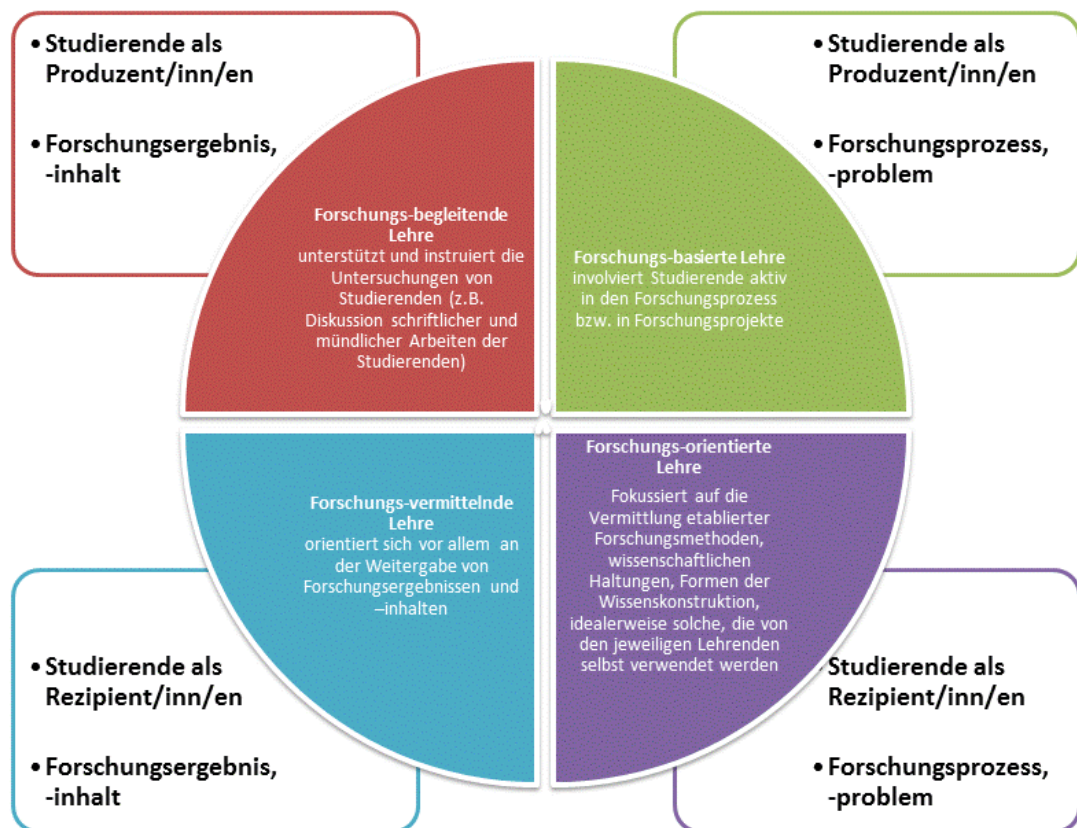 • Studierende als
Produzent/inn/en
• Forschungsergebnis,
-inhalt
• Studierende als
Produzent/inn/en
• Forschungsprozess,
-problem
Forschungs-begleitende
Lehre
unterstützt und instruiert die
Untersuchungen von
Studierenden (z.B.
Diskussion schriftlicher und
mündlicher Arbeiten der
Studierenden)
Forschungs-basierte Lehre
involviert Studierende aktiv
in den Forschungsprozess
bzw. in Forschungsprojekte
Forschungs-vermittelnde
Lehre
orientiert sich vor allem an
der Weitergabe von
Forschungsergebnissen und
–inhalten
Forschungs-orientierte
Lehre
Fokussiert auf die
Vermittlung etablierter
Forschungsmethoden,
wissenschaftlichen
Haltungen, Formen der
Wissenskonstruktion,
idealerweise solche, die von
den jeweiligen Lehrenden
selbst verwendet werden
• Studierende als
Rezipient/inn/en
• Forschungsergebnis,
-inhalt
• Studierende als
Rezipient/inn/en
• Forschungsprozess,
-problem